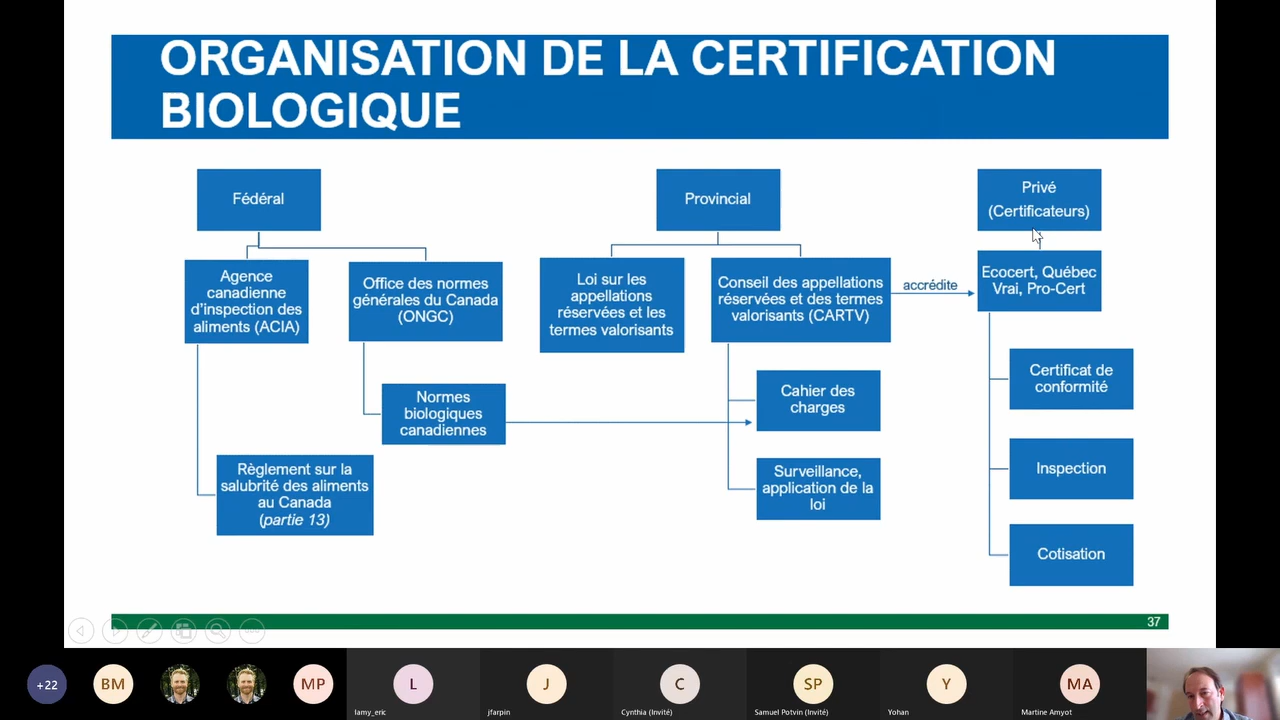 ORGANISATION DE LA CERTIFICATION
BIOLOGIQUE
Fédéral
Provincial
Privé
(Certificateurs)
Agence
canadienne
d'inspection des
aliments (ACIA)
Office des normes
générales du Canada
(ONGC)
Loi sur les
appellations
réservées et les
termes valorisants
Conseil des appellations
réservées et des termes
valorisants (CARTV)
accrédite
Ecocert, Québec
Vrai, Pro-Cert
Normes
biologiques
canadiennes
Cahier des
charges
Certificat de
conformité
Règlement sur la
salubrité des aliments
au Canada
(partie 13)
Surveillance,
application de la
loi
Inspection
Cotisation
37
+22
BM
MP
L
J
C
SP
Y
MA
lamy_eric
jfarpin
Cynthia (Invité)
Samuel Potvin (Invité)
Yohan
Martine Amyot